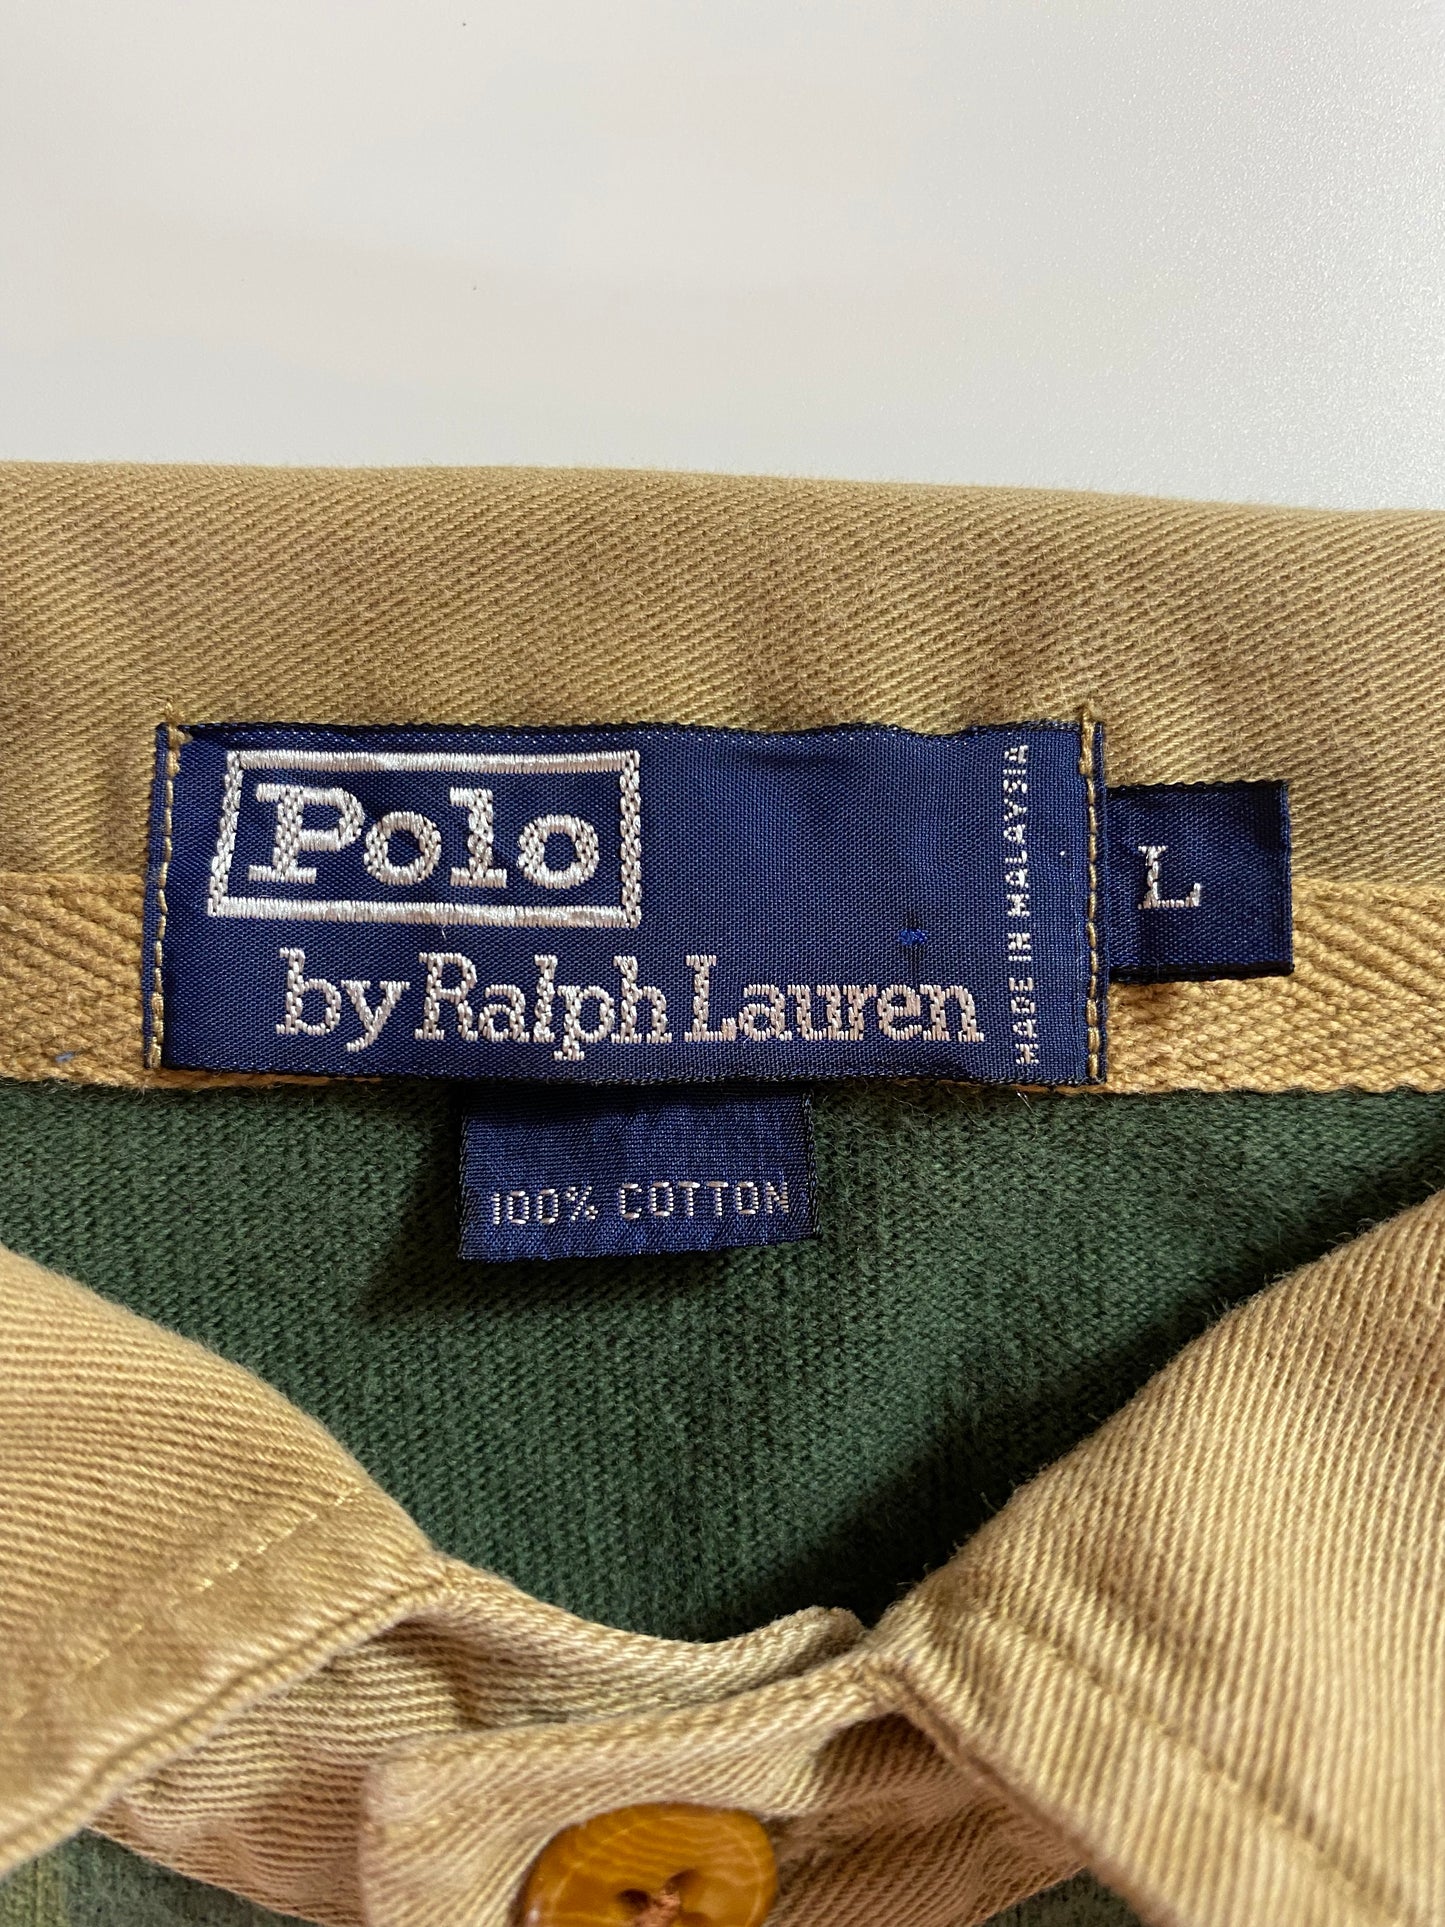 Polo
by Ralph Lauren
MADE IN MALAYSIA
L
100% COTTON